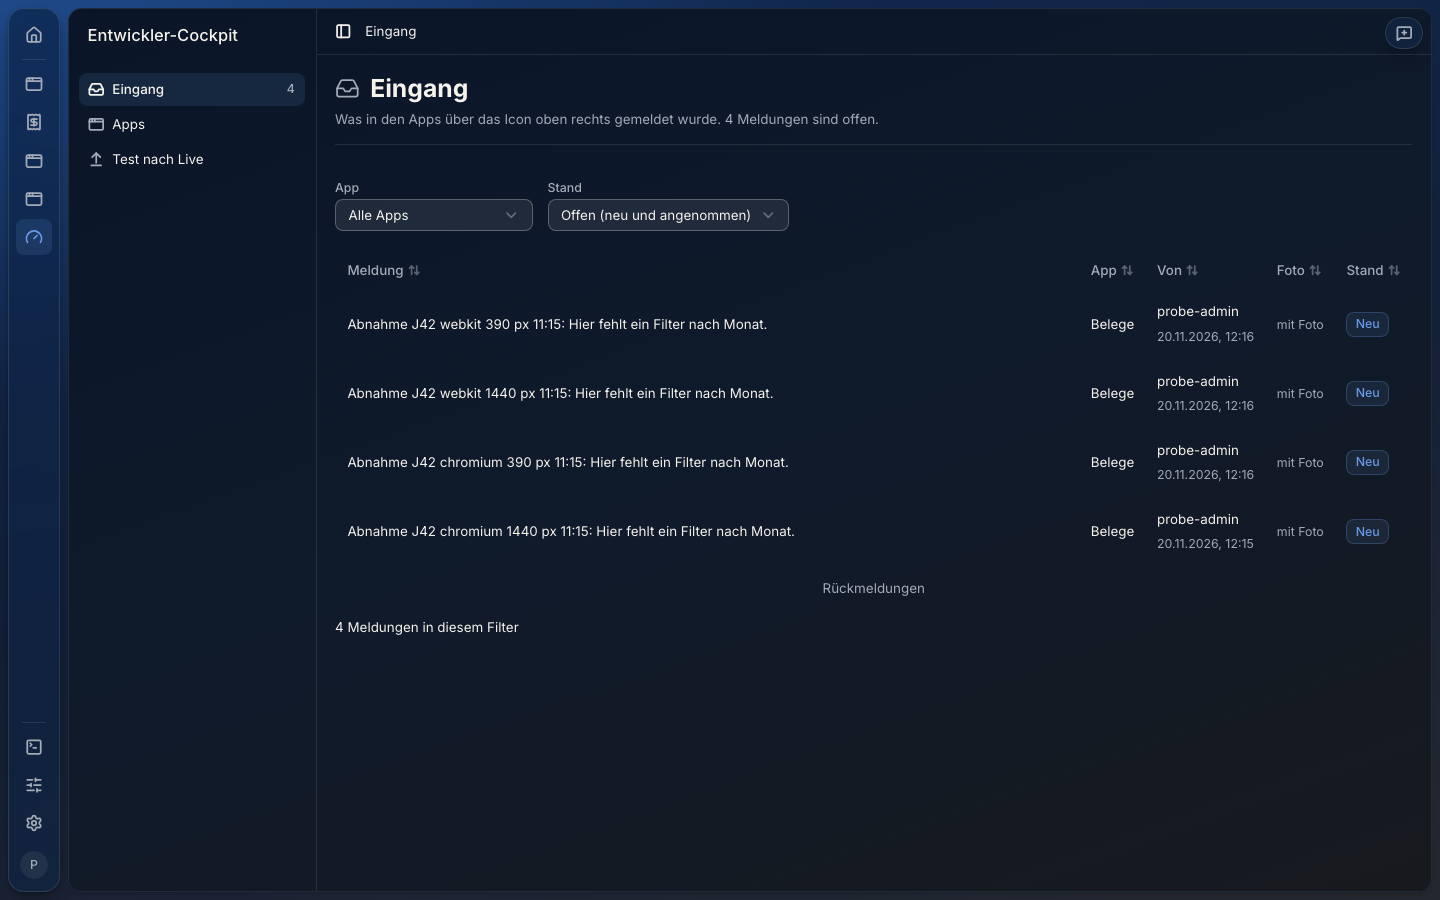 Entwickler-Cockpit
Eingang 4
Apps
Test nach Live
P
Eingang
Eingang
Was in den Apps über das Icon oben rechts gemeldet wurde. 4 Meldungen sind offen.
App Stand
Alle Apps Offen (neu und angenommen)
Meldung App Von Foto Stand
Abnahme J42 webkit 390 px 11:15: Hier fehlt ein Filter nach Monat. Belege probe-admin mit Foto Neu
20.11.2026, 12:16
Abnahme J42 webkit 1440 px 11:15: Hier fehlt ein Filter nach Monat. Belege probe-admin mit Foto Neu
20.11.2026, 12:16
Abnahme J42 chromium 390 px 11:15: Hier fehlt ein Filter nach Monat. Belege probe-admin mit Foto Neu
20.11.2026, 12:16
Abnahme J42 chromium 1440 px 11:15: Hier fehlt ein Filter nach Monat. Belege probe-admin mit Foto Neu
20.11.2026, 12:15
Rückmeldungen
4 Meldungen in diesem Filter